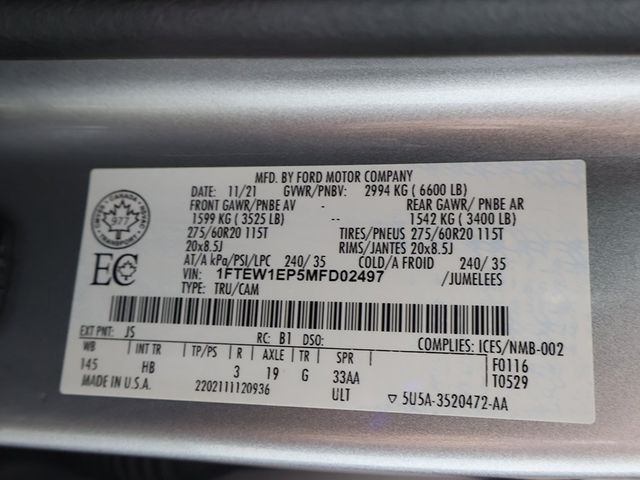 MFD. BY FORD MOTOR COMPANY
DATE: 11/21 GVWR/PNBV: 2994 KG ( 6600 LB)
FRONT GAWR/PNBE AV - REAR GAWR/ PNBE AR
1599 KG ( 3525 LB) -- 1542 KG ( 3400 LB)
275/60R20 115T TIRES/PNEUS 275/60R20 115T
20x8.5J RIMS/JANTES 20x8.5J
AT/A kPa/PSI/LPC 240/ 35 COLD/A FROID 240/ 35
VIN: 1FTEW1EP5MFD02497 /JUMELEES
TYPE: TRU/CAM
CANADA
TRANSPORT
977
EC
EXT PNT: JS RC: B1 DSO: COMPLIES: ICES/NMB-002
WB INT TR TP/PS R AXLE TR SPR F0116
145 HB 3 19 G 33AA T0529
MADE IN U.S.A. 2202111120936 ULT ▽ 5U5A-3520472-AA